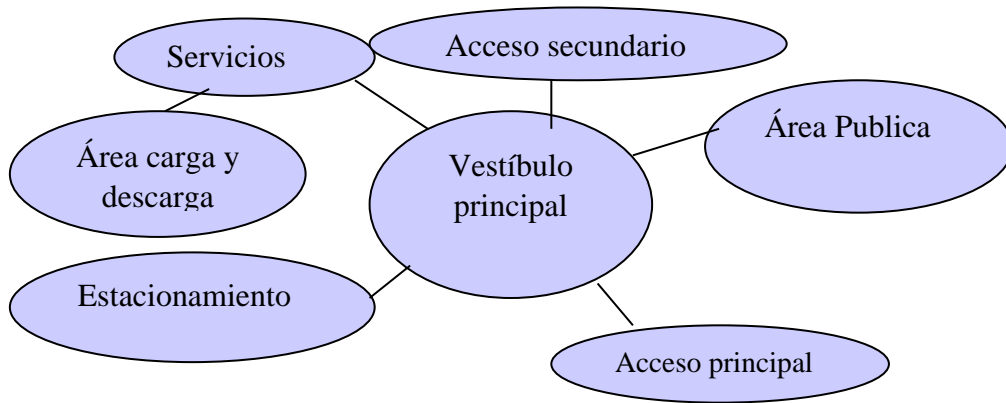 Servicios
Acceso secundario
Área Publica
Área carga y
descarga
Vestíbulo
principal
Estacionamiento
Acceso principal